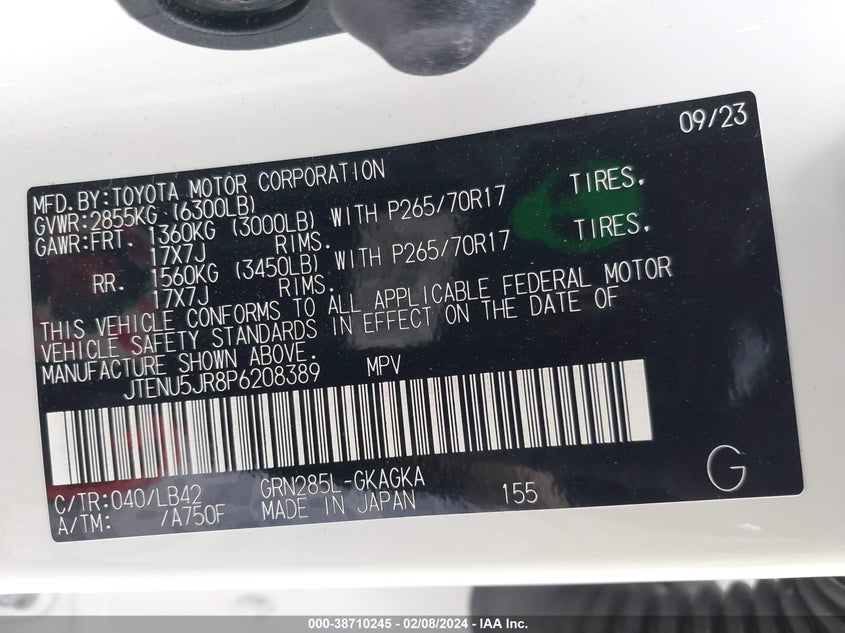 09/23
MFD.BY:TOYOTA MOTOR CORPORATION
GVWR:2855KG (6300LB)
GAWR:FRT. 1360KG (3000LB) WITH P265/70R17 TIRES.
17X7J RIMS.
RR. 1560KG (3450LB) WITH P265/70R17 TIRES.
17X7J RIMS.
THIS VEHICLE CONFORMS TO ALL APPLICABLE FEDERAL MOTOR
VEHICLE SAFETY STANDARDS IN EFFECT ON THE DATE OF
MANUFACTURE SHOWN ABOVE.
JTENU5JR8P6208389 MPV
C/TR:040/LB42 GRN285L-GKAGKA 155 G
A/TM: /A750F MADE IN JAPAN
000-38710245 - 02/08/2024 - IAA Inc.